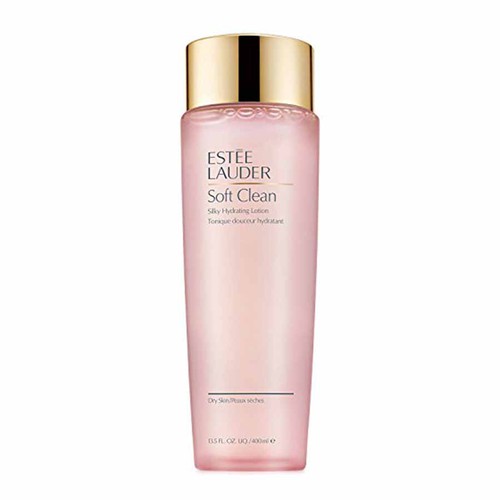 ESTĒE
LAUDER
Soft Clean
Silky Hydrating Lotion
Tonique douceur hydratant
Dry Skin/Peaux sèches
13.5 FL. OZ. LIQ./400ml ℮